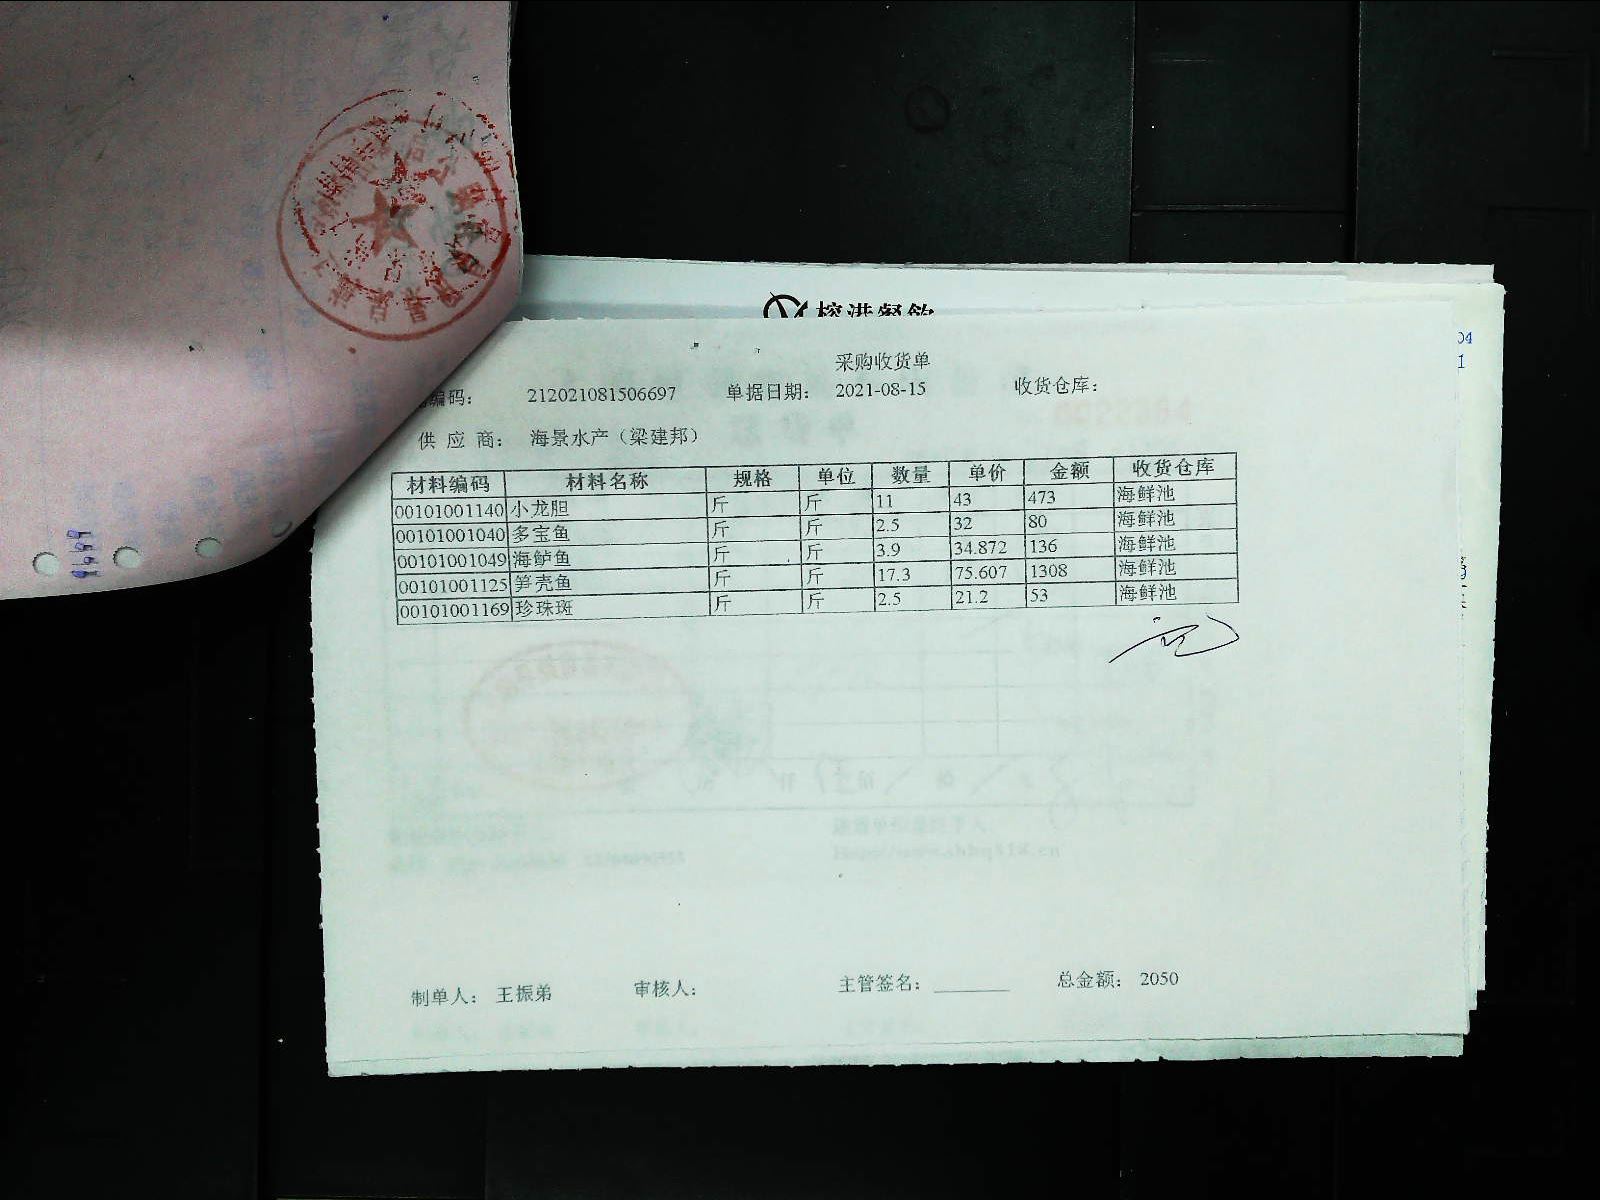 采购收货单
编码： 212021081506697 单据日期： 2021-08-15 收货仓库：
供 应 商： 海景水产（梁建邦）
材料编码 材料名称 规格 单位 数量 单价 金额 收货仓库
00101001140 小龙胆 斤 斤 11 43 473 海鲜池
00101001040 多宝鱼 斤 斤 2.5 32 80 海鲜池
00101001049 海鲈鱼 斤 斤 3.9 34.872 136 海鲜池
00101001125 笋壳鱼 斤 斤 17.3 75.607 1308 海鲜池
00101001169 珍珠斑 斤 斤 2.5 21.2 53 海鲜池
制单人： 王振弟 审核人： 主管签名： 总金额： 2050